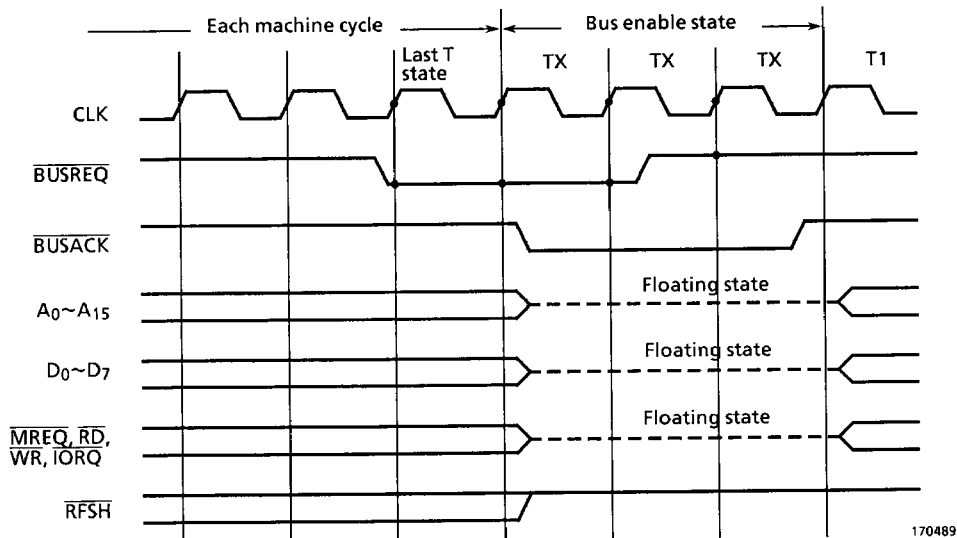 Each machine cycle
Bus enable state
Last T
state
TX
TX
TX
T1
CLK
BUSREQ
BUSACK
Floating state
A0~A15
Floating state
D0~D7
Floating state
MREQ, RD,
WR, IORQ
RFSH
170489